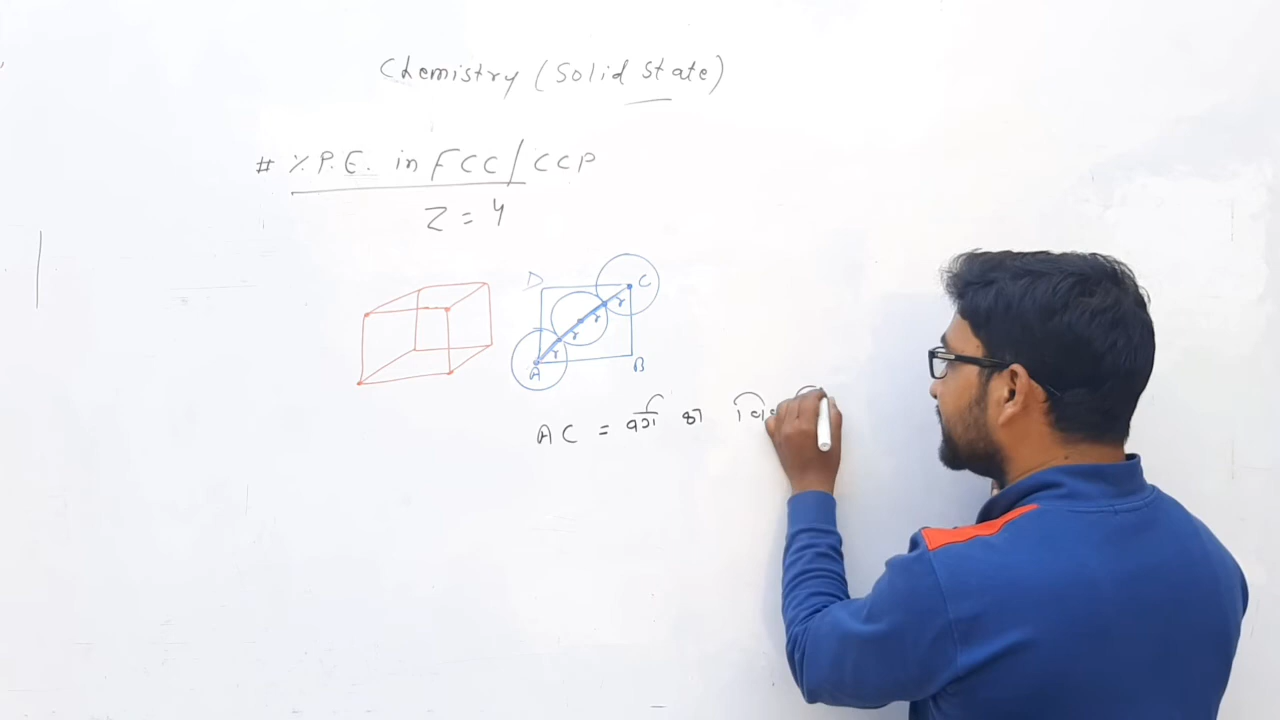 Chemistry (Solid State)
# % P.E. in FCC/CCP
Z = 4
D C
r
r
r
r
A B
AC = वर्ग का